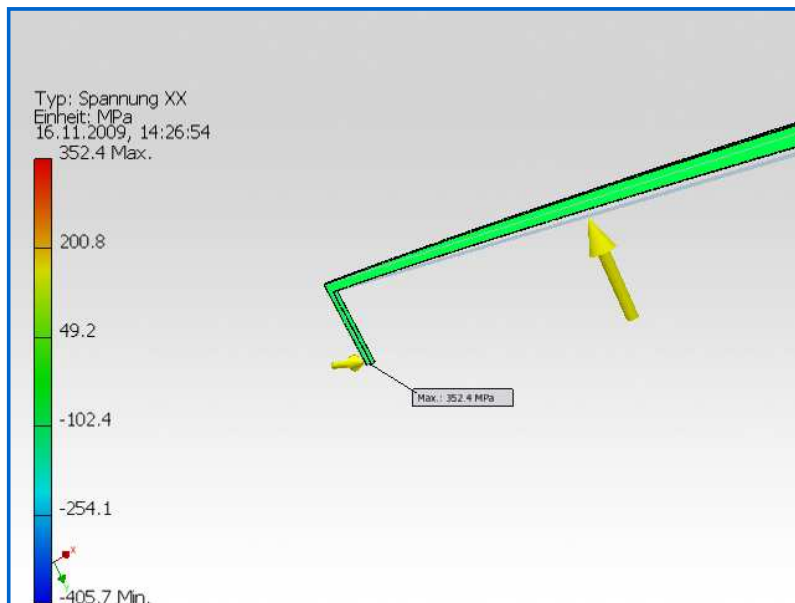 Typ: Spannung XX
Einheit: MPa
16.11.2009, 14:26:54
352.4 Max.
200.8
49.2
-102.4
-254.1
-405.7 Min.
Max.: 352.4 MPa
X
Y